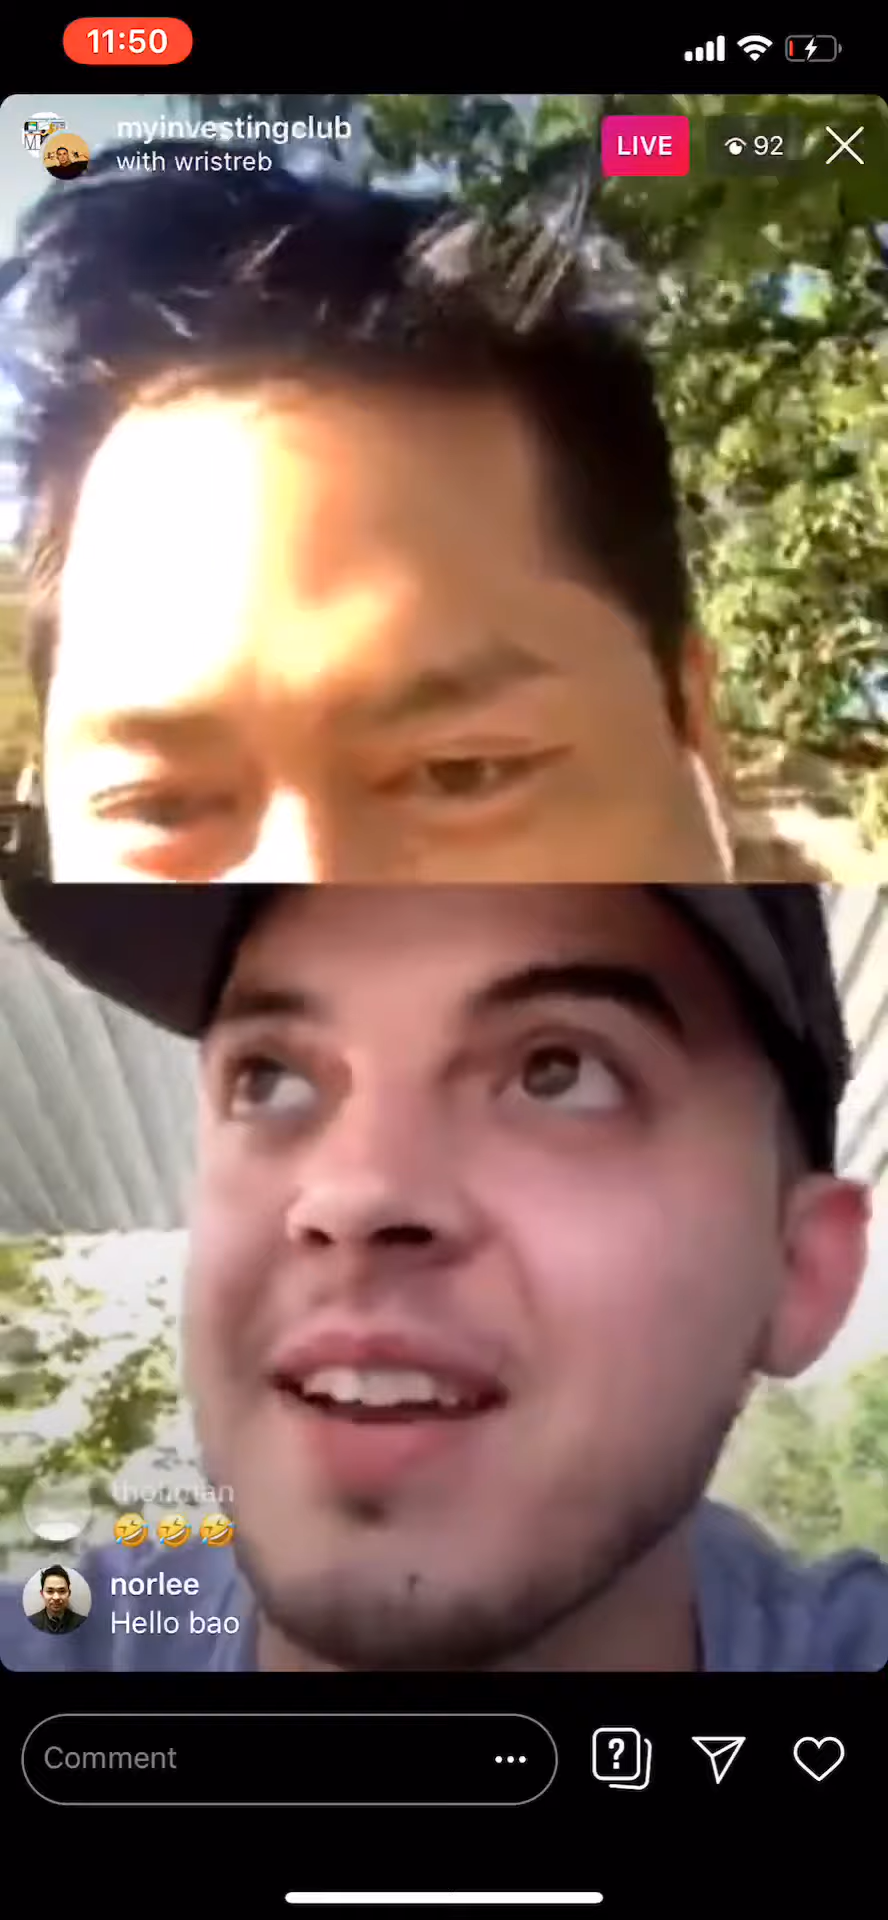 11:50
myinvestingclub
with wristreb
LIVE
92
🤣🤣🤣
norlee
Hello bao
Comment